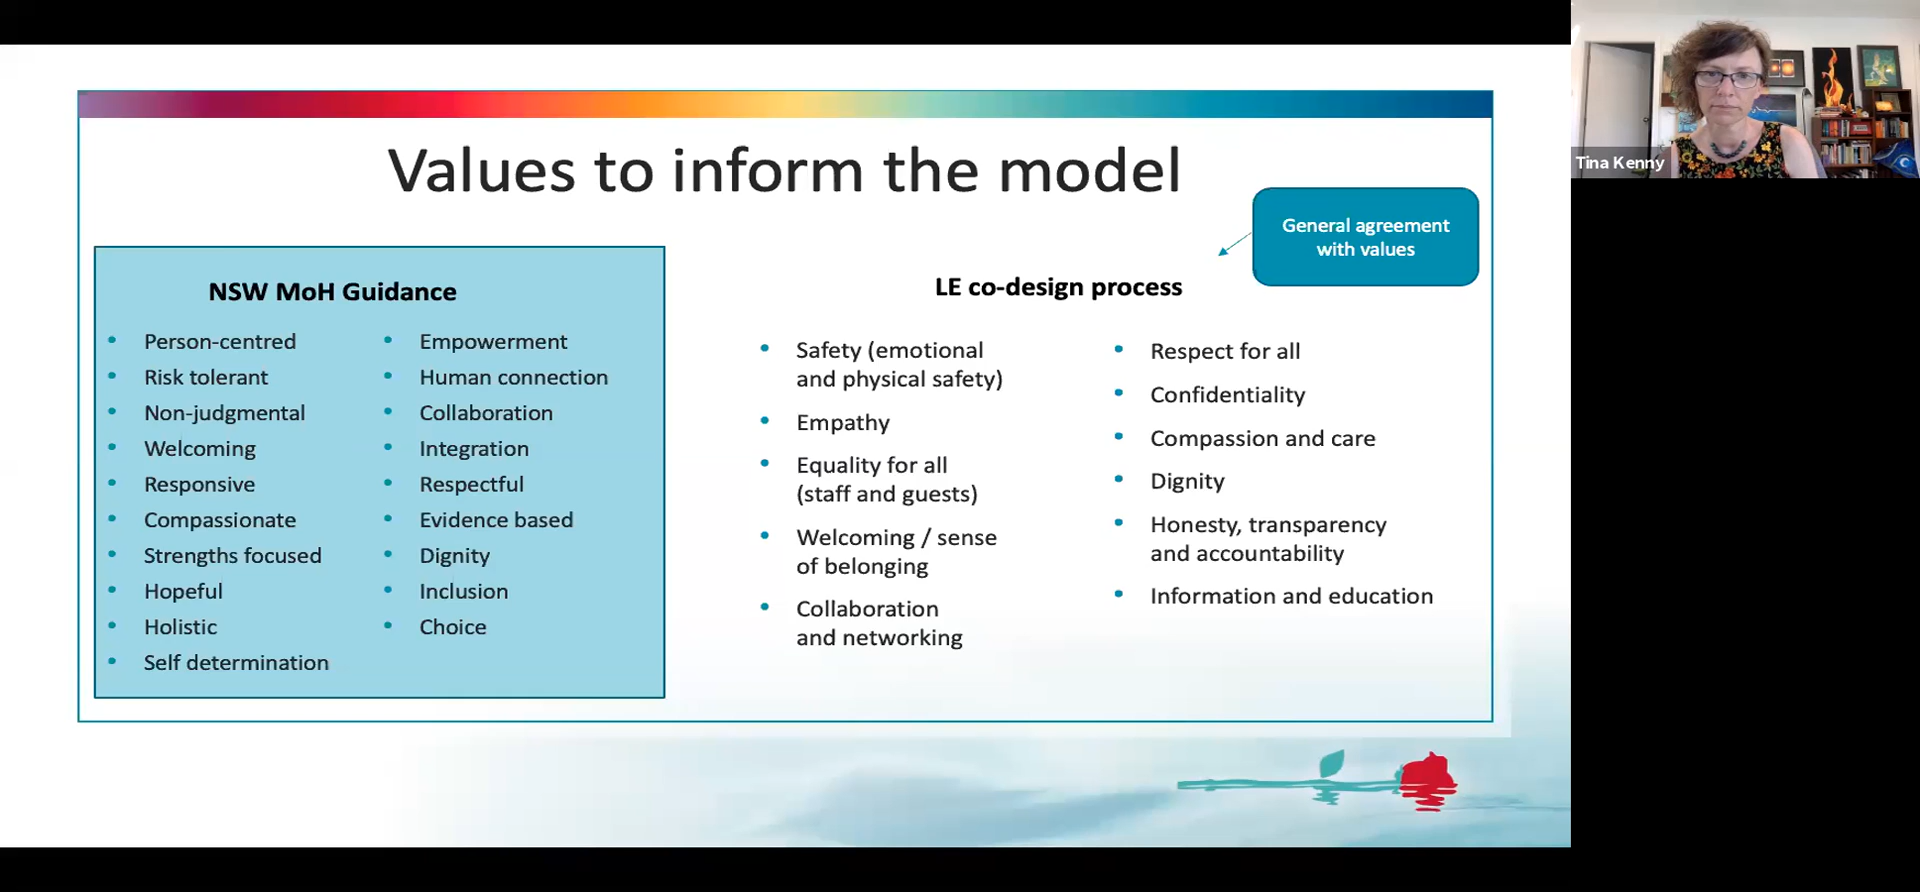 Values to inform the model
General agreement
with values
NSW MoH Guidance
Person-centred
Risk tolerant
Non-judgmental
Welcoming
Responsive
Compassionate
Strengths focused
Hopeful
Holistic
Self determination
Empowerment
Human connection
Collaboration
Integration
Respectful
Evidence based
Dignity
Inclusion
Choice
LE co-design process
Safety (emotional
and physical safety)
Empathy
Equality for all
(staff and guests)
Welcoming / sense
of belonging
Collaboration
and networking
Respect for all
Confidentiality
Compassion and care
Dignity
Honesty, transparency
and accountability
Information and education
Tina Kenny